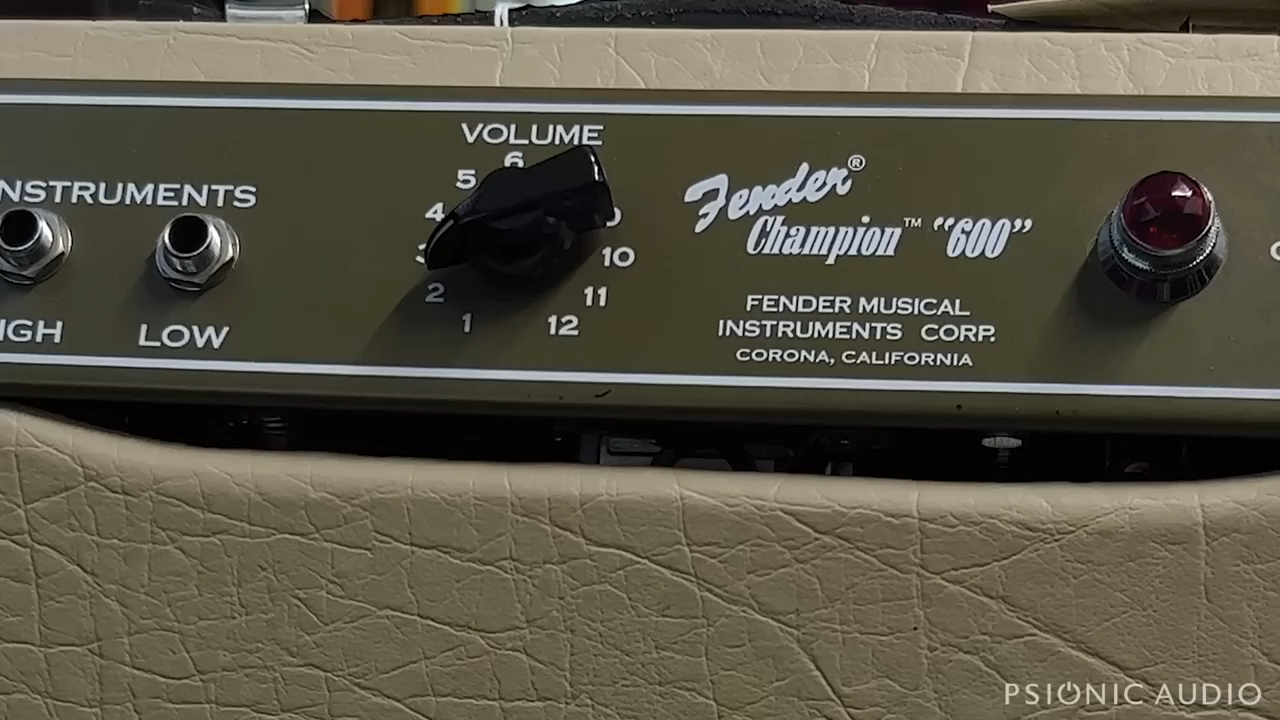 VOLUME
6
5
4
2
1
10
11
12
NSTRUMENTS
IGH
LOW
Fender®
Champion™ “600”
FENDER MUSICAL
INSTRUMENTS CORP.
CORONA, CALIFORNIA
PSIONIC AUDIO